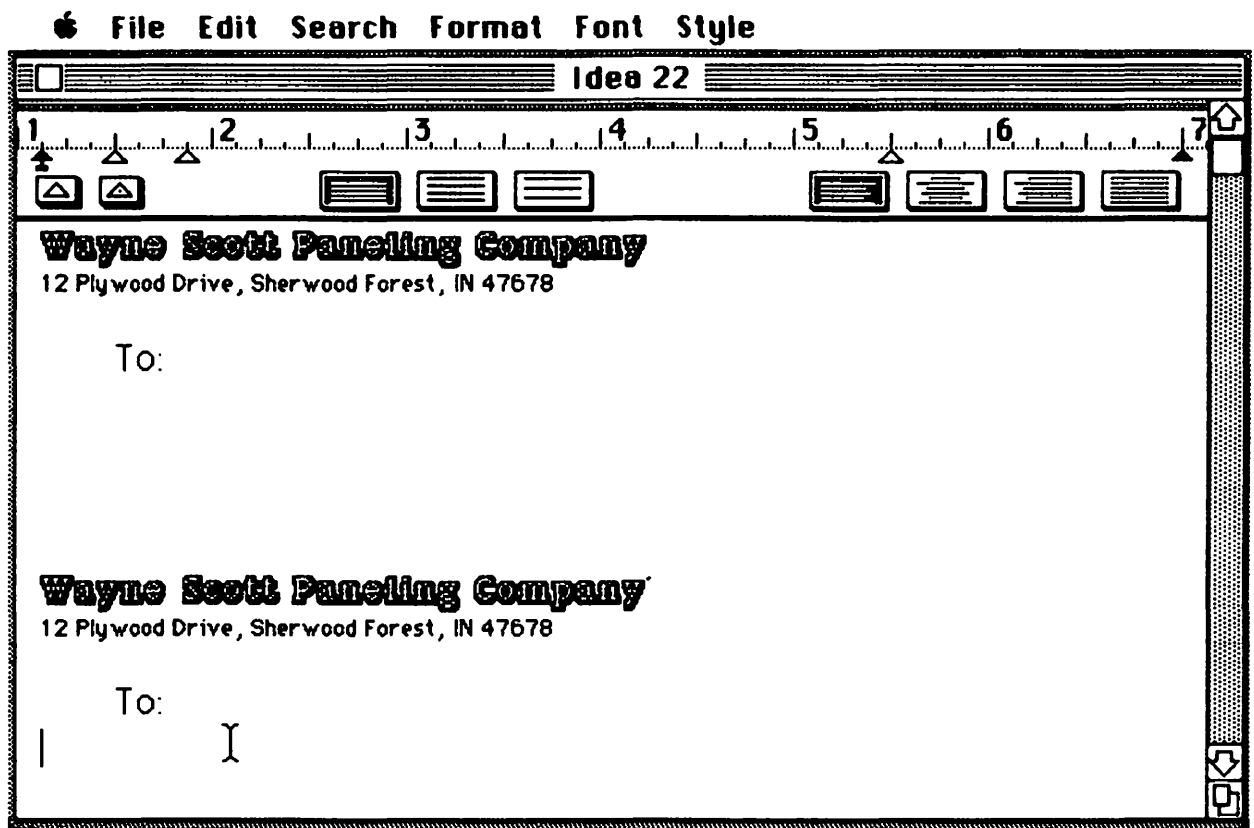 File Edit Search Format Font Style
Idea 22
1 2 3 4 5 6 7
Wayne Scott Paneling Company
12 Plywood Drive, Sherwood Forest, IN 47678
To:
Wayne Scott Paneling Company
12 Plywood Drive, Sherwood Forest, IN 47678
To: